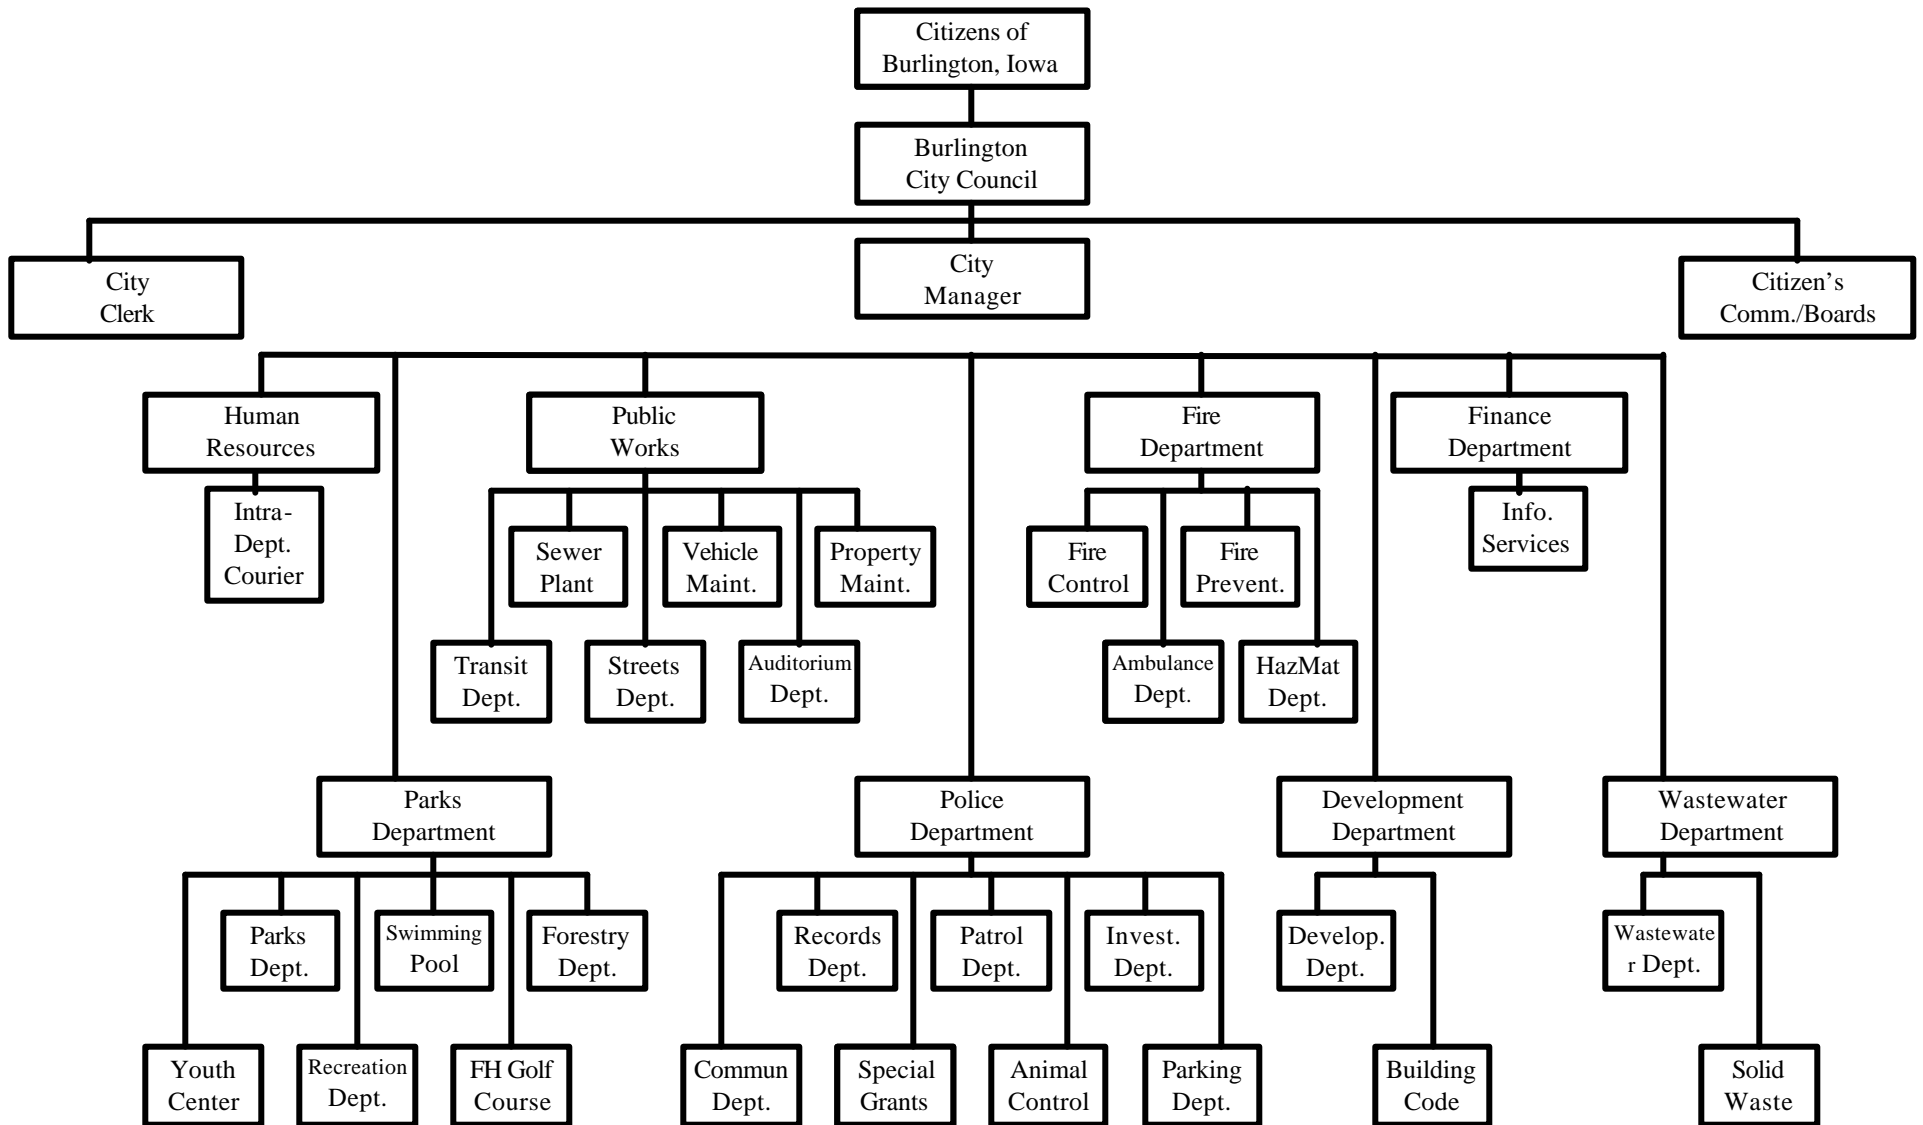 Citizens of
Burlington, Iowa
Burlington
City Council
City
Clerk
City
Manager
Citizen's
Comm./Boards
Human
Resources
Public
Works
Fire
Department
Finance
Department
Intra-
Dept.
Courier
Info.
Services
Sewer
Plant
Vehicle
Maint.
Property
Maint.
Fire
Control
Fire
Prevent.
Transit
Dept.
Streets
Dept.
Auditorium
Dept.
Ambulance
Dept.
HazMat
Dept.
Parks
Department
Police
Department
Development
Department
Wastewater
Department
Parks
Dept.
Swimming
Pool
Forestry
Dept.
Records
Dept.
Patrol
Dept.
Invest.
Dept.
Develop.
Dept.
Wastewate
r Dept.
Youth
Center
Recreation
Dept.
FH Golf
Course
Commun
Dept.
Special
Grants
Animal
Control
Parking
Dept.
Building
Code
Solid
Waste